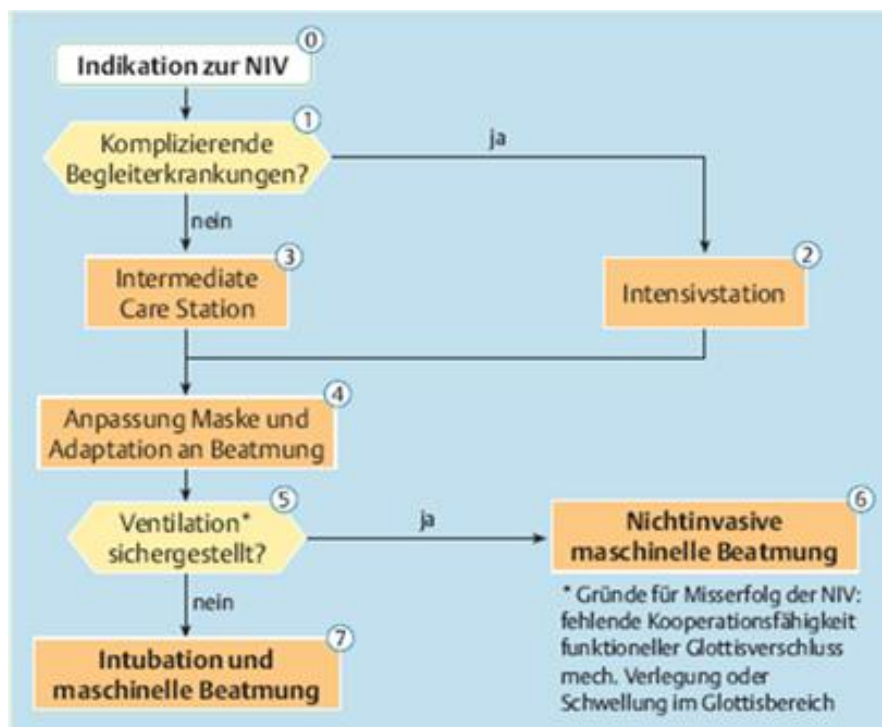 0
Indikation zur NIV
1
Komplizierende
Begleiterkrankungen?
ja
nein
3
Intermediate
Care Station
2
Intensivstation
4
Anpassung Maske und
Adaptation an Beatmung
5
Ventilation*
sichergestellt?
ja
6
Nichtinvasive
maschinelle Beatmung
nein
* Gründe für Misserfolg der NIV:
fehlende Kooperationsfähigkeit
funktioneller Glottisverschluss
mech. Verlegung oder
Schwellung im Glottisbereich
7
Intubation und
maschinelle Beatmung